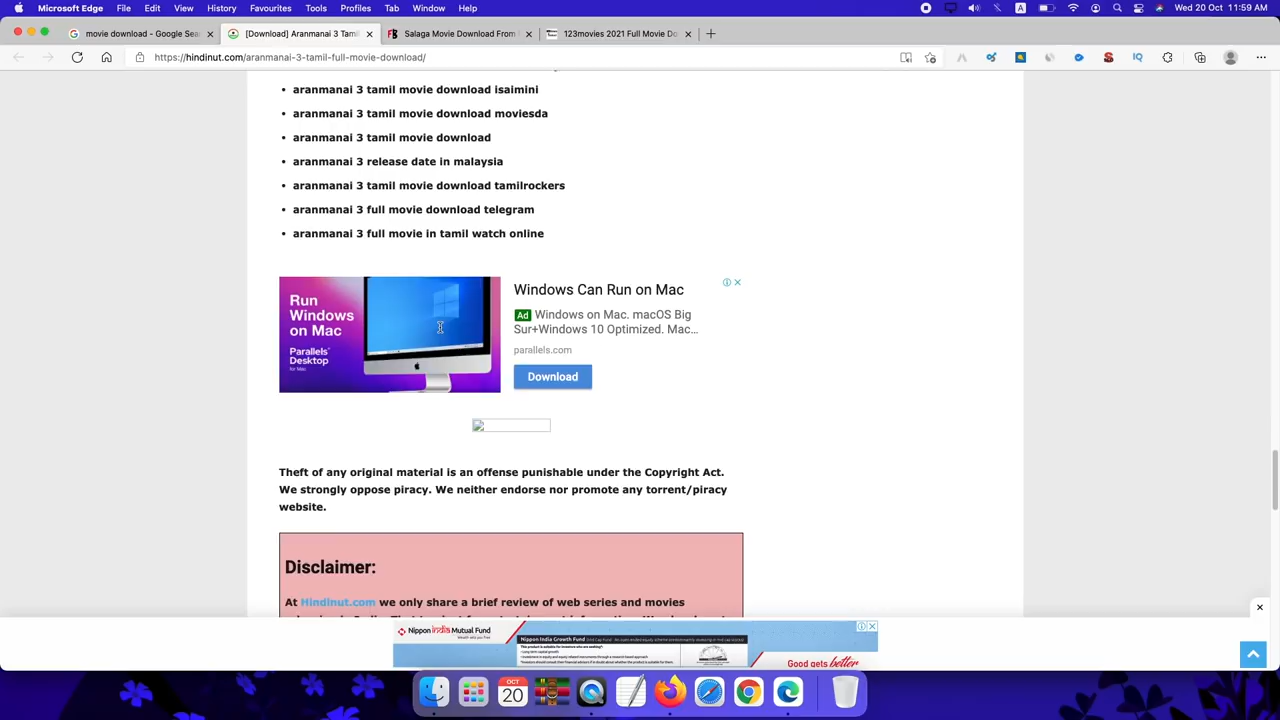 Microsoft Edge File Edit View History Favourites Tools Profiles Tab Window Help
A
Wed 20 Oct 11:59 AM
movie download - Google Sea
[Download] Aranmanai 3 Tami
Salaga Movie Download From
123movies 2021 Full Movie Do
https://hindinut.com/aranmanai-3-tamil-full-movie-download/
S
IQ
• aranmanai 3 tamil movie download isaimini
• aranmanai 3 tamil movie download moviesda
• aranmanai 3 tamil movie download
• aranmanai 3 release date in malaysia
• aranmanai 3 tamil movie download tamilrockers
• aranmanai 3 full movie download telegram
• aranmanai 3 full movie in tamil watch online
Run
Windows
on Mac
Parallels
Desktop
for Mac
Windows Can Run on Mac
Ad Windows on Mac. macOS Big
Sur+Windows 10 Optimized. Mac...
parallels.com
Download
Theft of any original material is an offense punishable under the Copyright Act.
We strongly oppose piracy. We neither endorse nor promote any torrent/piracy
website.
Disclaimer:
At Hindinut.com we only share a brief review of web series and movies
Nippon India Mutual Fund
Nippon India Growth Fund
Good gets better
OCT
20